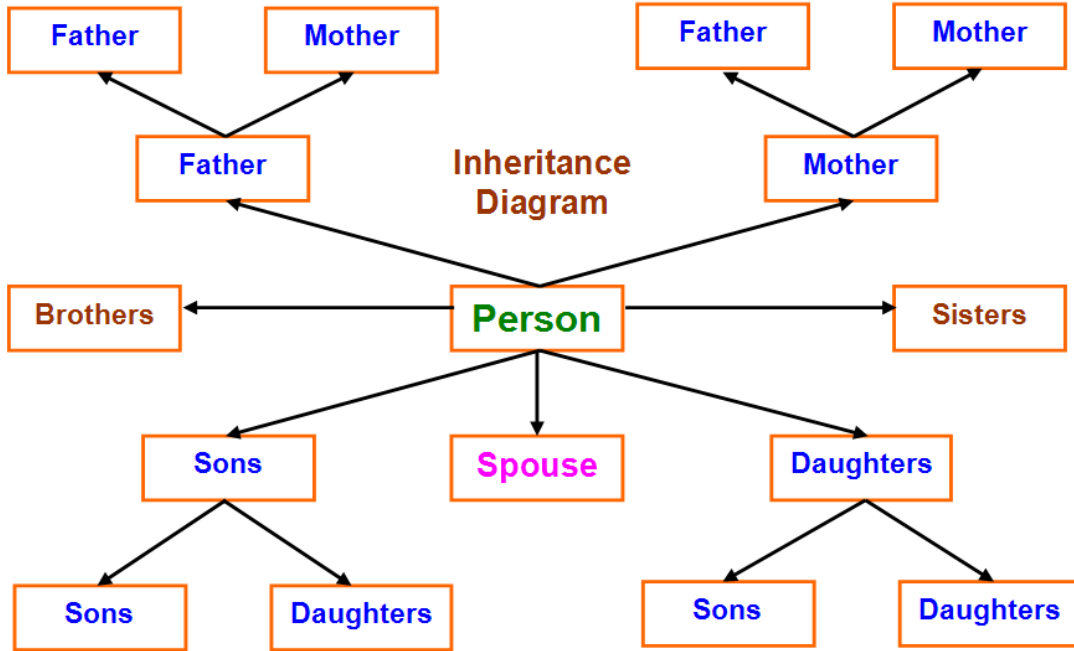 Father
Mother
Father
Mother
Father
Inheritance
Diagram
Mother
Brothers
Person
Sisters
Sons
Spouse
Daughters
Sons
Daughters
Sons
Daughters